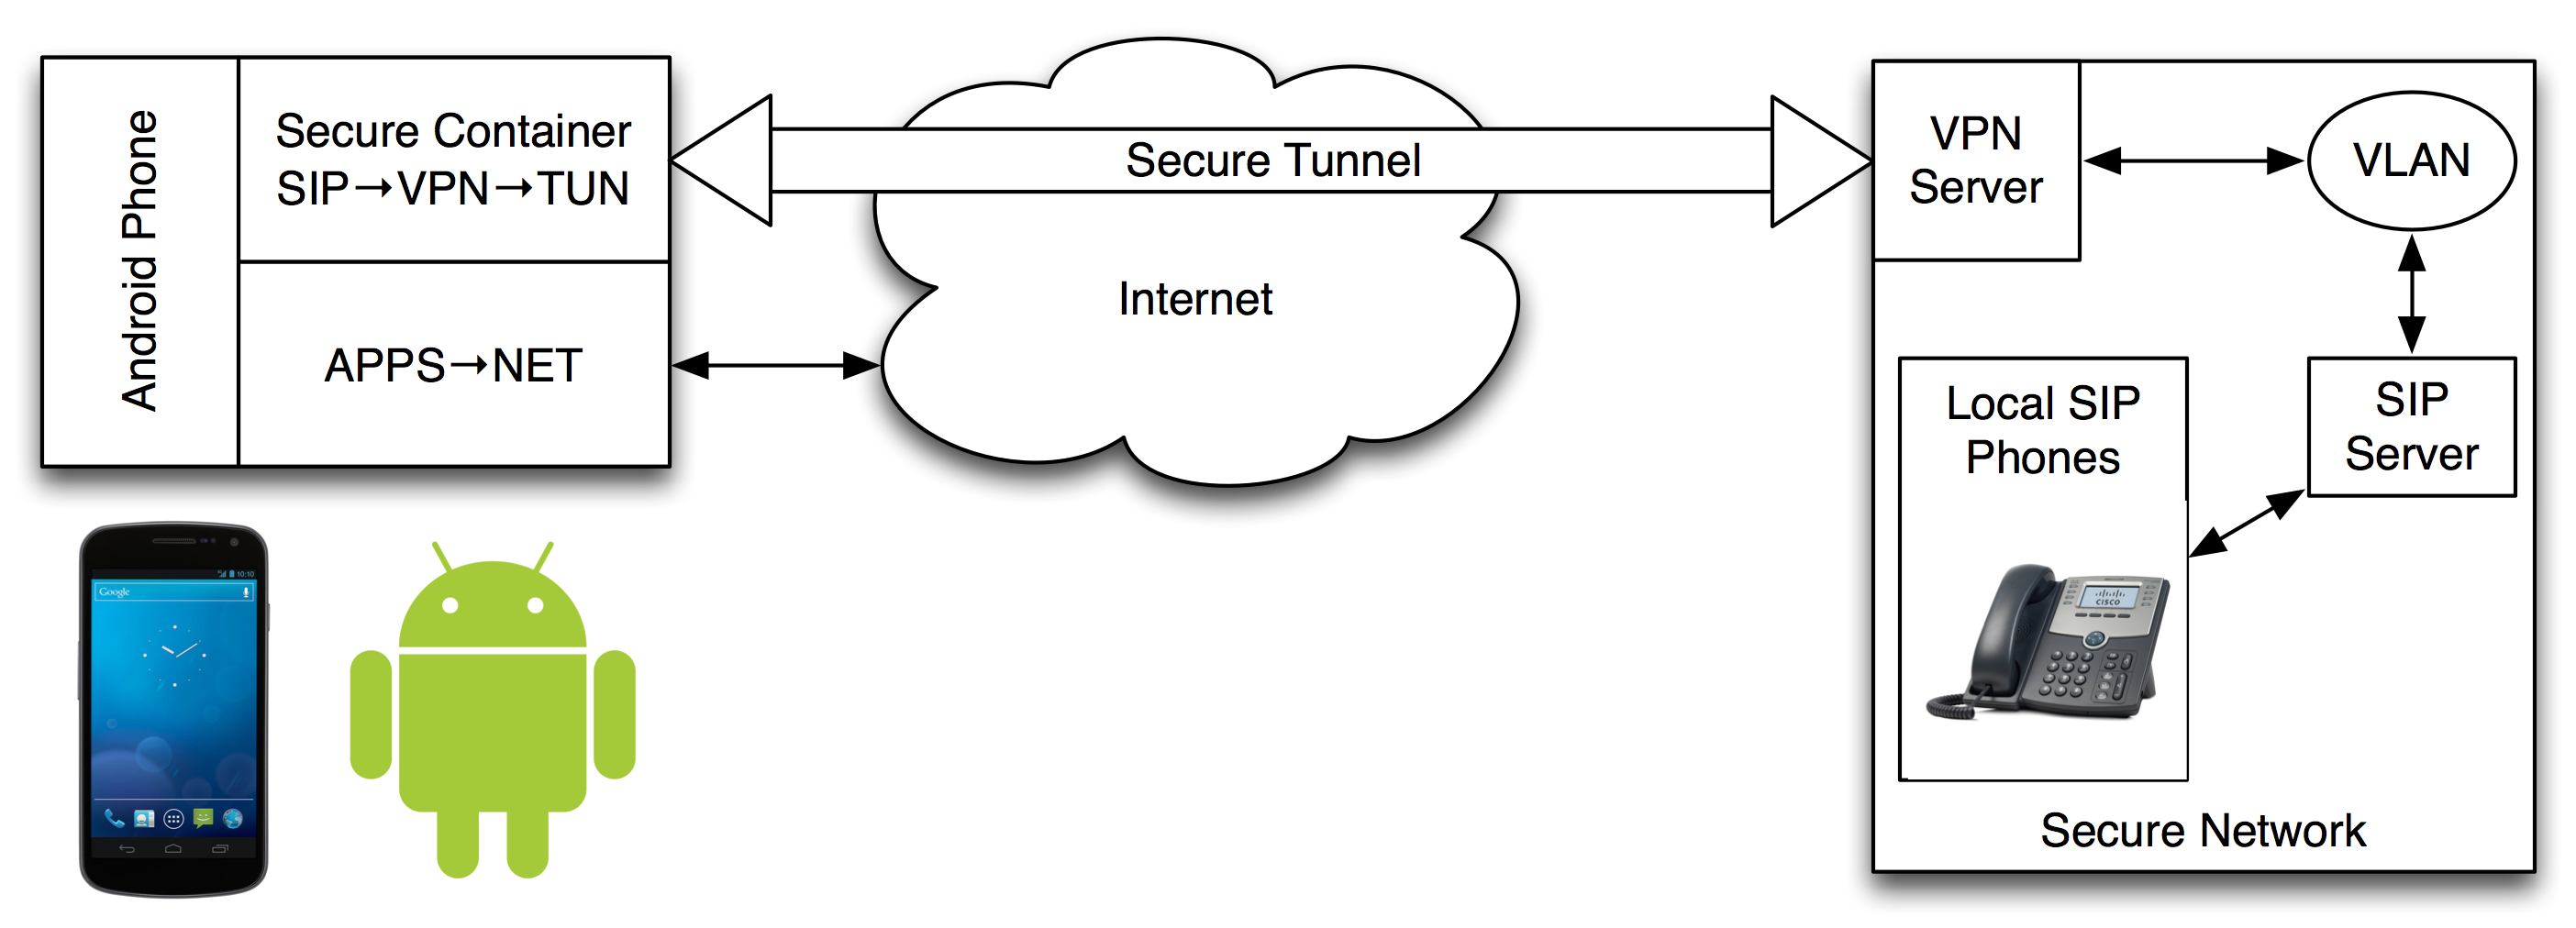 Android Phone
Secure Container
SIP→VPN→TUN
APPS→NET
Secure Tunnel
Internet
VPN
Server
VLAN
Local SIP
Phones
SIP
Server
Secure Network
10:10
Google
CISCO